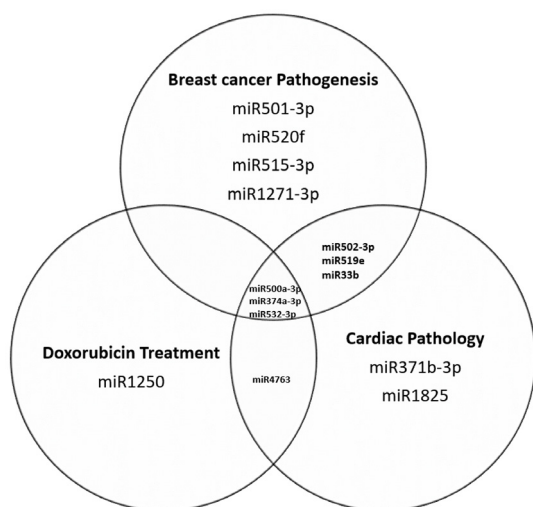 Breast cancer Pathogenesis
miR501-3p
miR520f
miR515-3p
miR1271-3p
miR502-3p
miR519e
miR33b
miR500a-3p
miR374a-3p
miR532-3p
Doxorubicin Treatment
miR1250
Cardiac Pathology
miR371b-3p
miR1825
miR4763